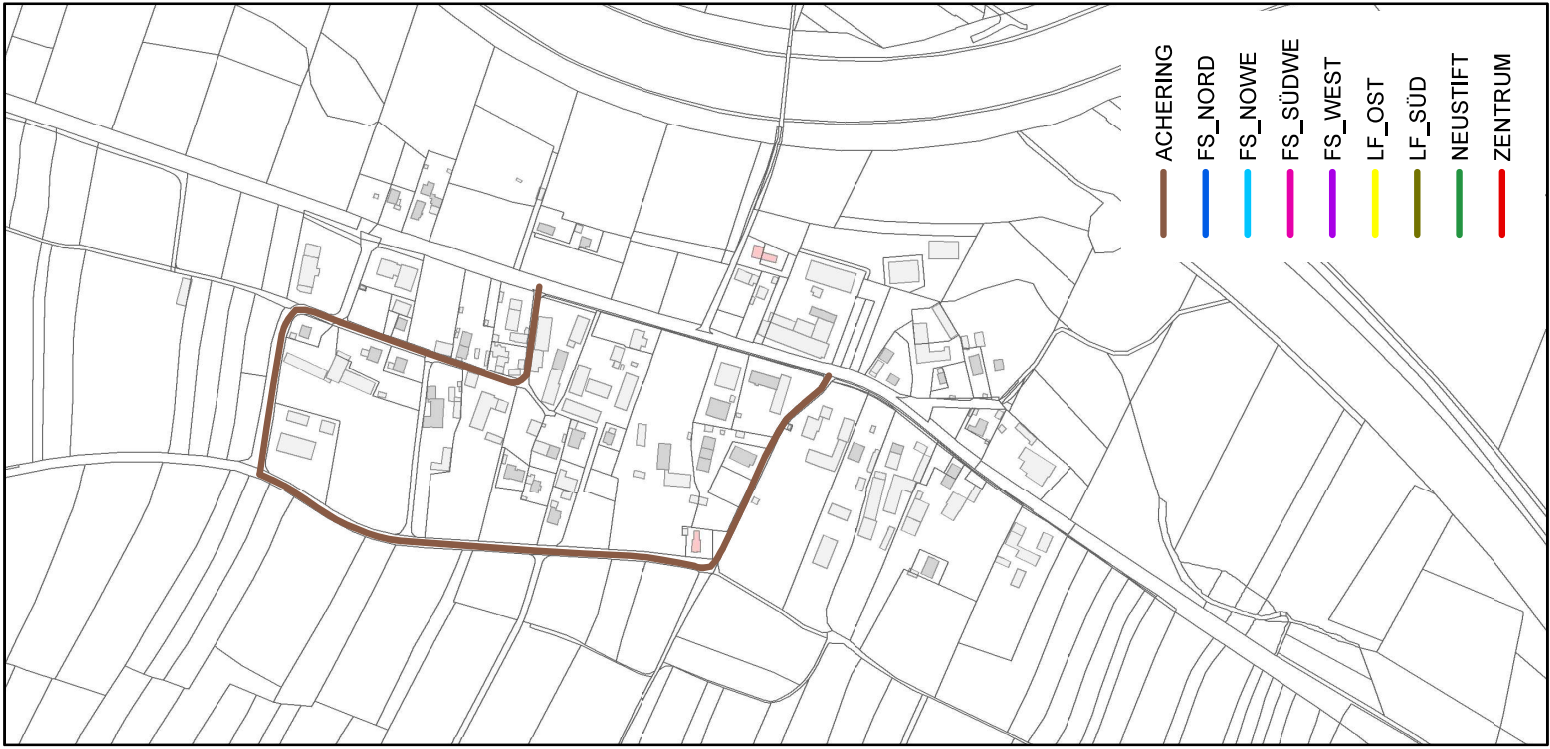 ACHERING
FS_NORD
FS_NOWE
FS_SÜDWE
FS_WEST
LF_OST
LF_SÜD
NEUSTIFT
ZENTRUM